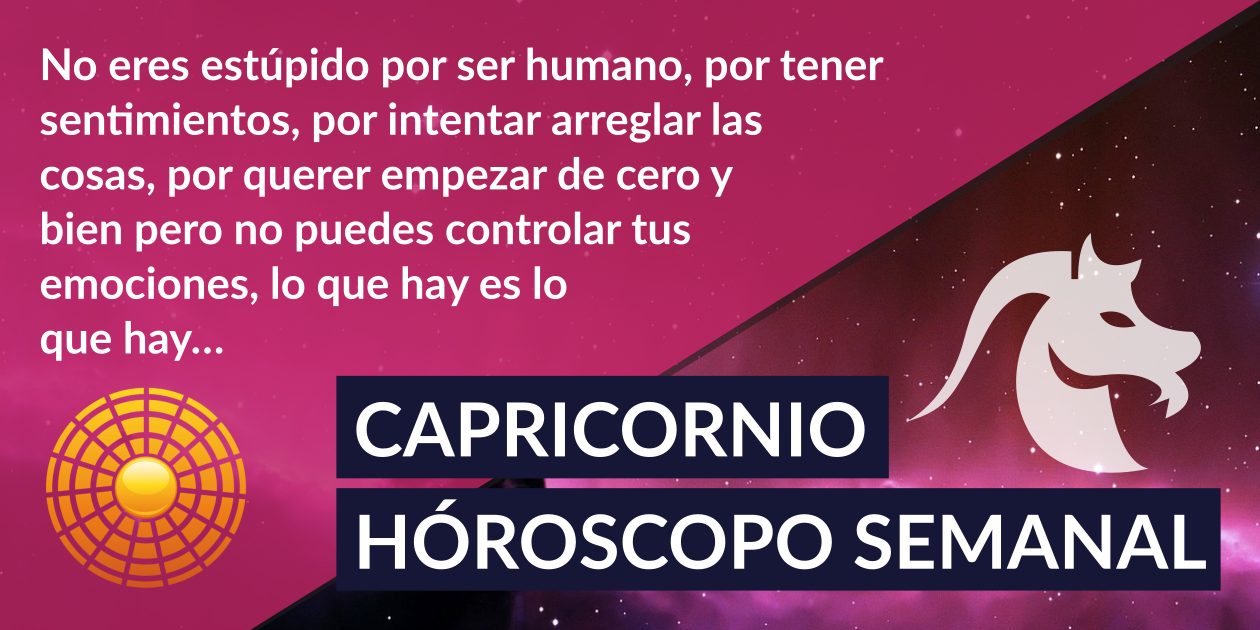 No eres estúpido por ser humano, por tener
sentimientos, por intentar arreglar las
cosas, por querer empezar de cero y
bien pero no puedes controlar tus
emociones, lo que hay es lo
que hay...
CAPRICORNIO
HÓROSCOPO SEMANAL